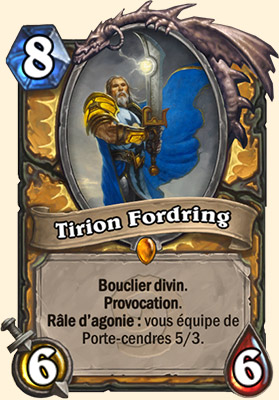 8
Tirion Fordring
Bouclier divin.
Provocation.
Râle d'agonie : vous équipe de
Porte-cendres 5/3.
6
6